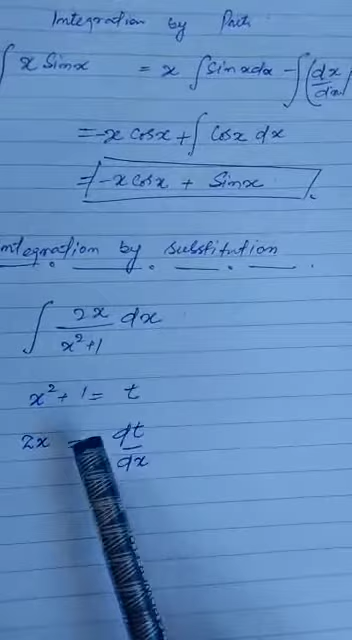 Integration by Parts
∫ x Sinx = x ∫ Sin x dx - ∫ (dx/dx
= -x cosx + ∫ Cosx dx
= -x cosx + Sinx
ntegration by substitution
∫ 2x/x²+1 dx
x² + 1 = t
2x = dt/dx